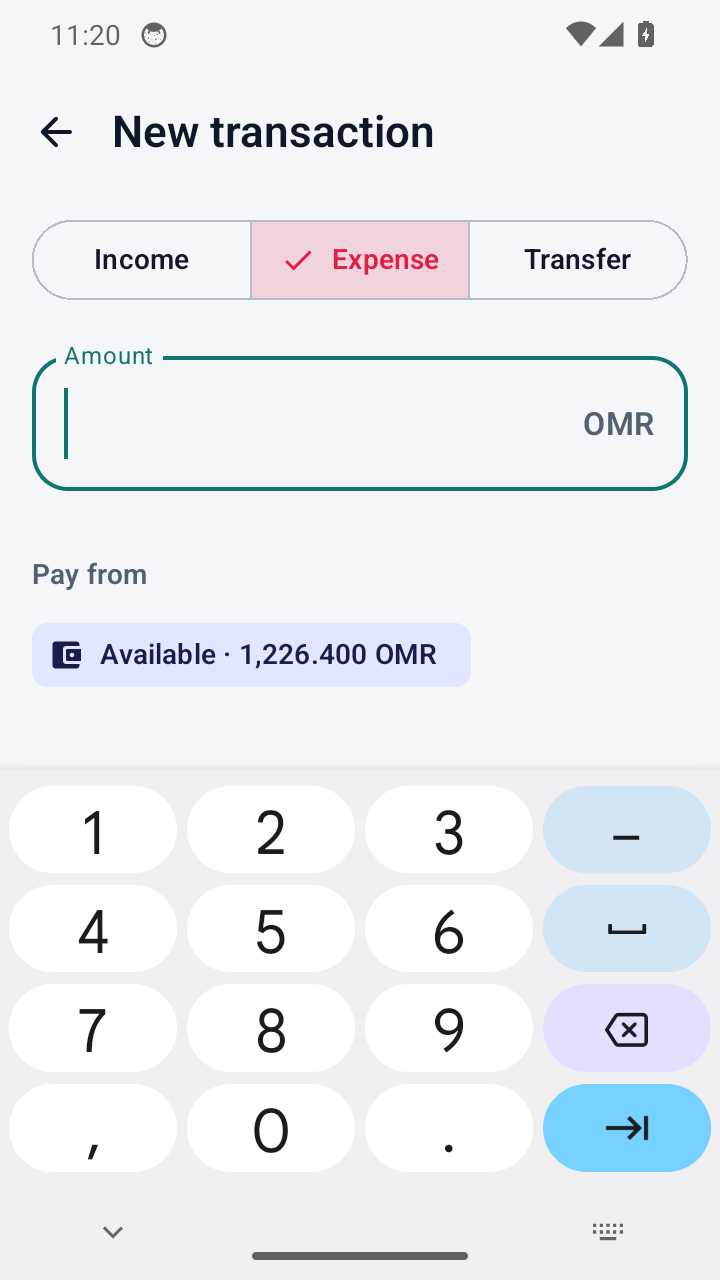 11:20
New transaction
Income
Expense
Transfer
Amount
OMR
Pay from
Available · 1,226.400 OMR
1 2 3 –
4 5 6
7 8 9
, 0 .